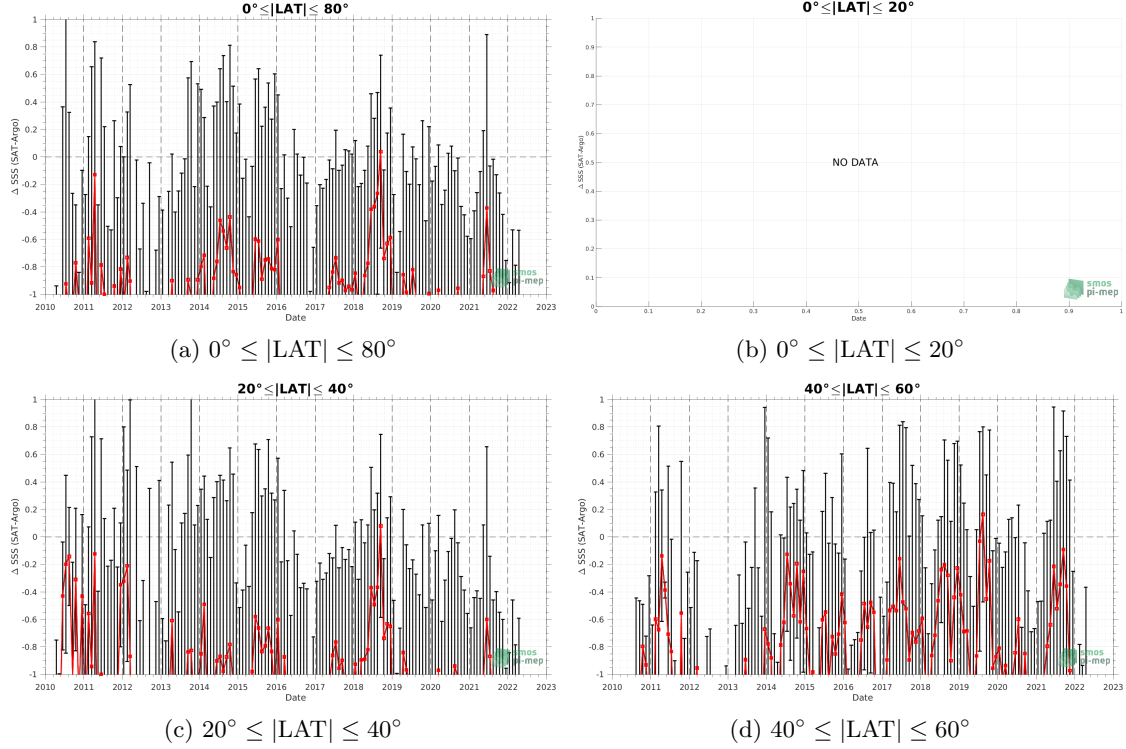 0°≤|LAT|≤ 80°
Δ SSS (SAT-Argo)
1
0.8
0.6
0.4
0.2
0
-0.2
-0.4
-0.6
-0.8
-1
2010 2011 2012 2013 2014 2015 2016 2017 2018 2019 2020 2021 2022 2023
Date
smos
pi-mep
(a) 0° ≤ |LAT| ≤ 80°
0°≤|LAT|≤ 20°
Δ SSS (SAT-Argo)
1
0.9
0.8
0.7
0.6
0.5
0.4
0.3
0.2
0.1
0
NO DATA
0 0.1 0.2 0.3 0.4 0.5 0.6 0.7 0.8 0.9 1
Date
smos
pi-mep
(b) 0° ≤ |LAT| ≤ 20°
20°≤|LAT|≤ 40°
Δ SSS (SAT-Argo)
1
0.8
0.6
0.4
0.2
0
-0.2
-0.4
-0.6
-0.8
-1
2010 2011 2012 2013 2014 2015 2016 2017 2018 2019 2020 2021 2022 2023
Date
smos
pi-mep
(c) 20° ≤ |LAT| ≤ 40°
40°≤|LAT|≤ 60°
Δ SSS (SAT-Argo)
1
0.8
0.6
0.4
0.2
0
-0.2
-0.4
-0.6
-0.8
-1
2010 2011 2012 2013 2014 2015 2016 2017 2018 2019 2020 2021 2022 2023
Date
smos
pi-mep
(d) 40° ≤ |LAT| ≤ 60°